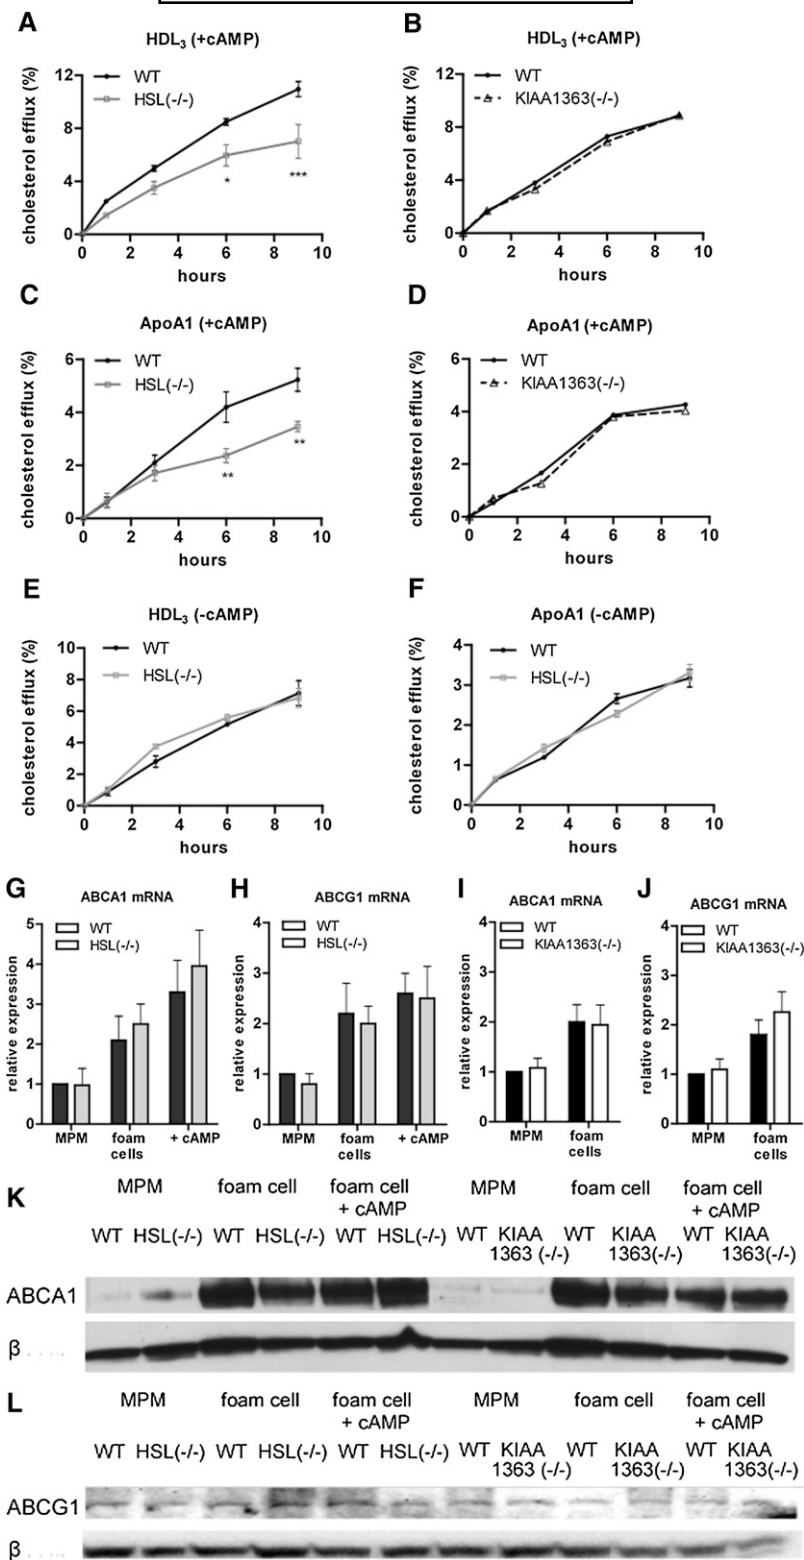 A
HDL3 (+cAMP)
cholesterol efflux (%)
12
8
4
0
WT
HSL(-/-)
*
***
0 2 4 6 8 10
hours
B
HDL3 (+cAMP)
cholesterol efflux (%)
12
8
4
0
WT
KIAA1363(-/-)
0 2 4 6 8 10
hours
C
ApoA1 (+cAMP)
cholesterol efflux (%)
6
4
2
0
WT
HSL(-/-)
**
**
0 2 4 6 8 10
hours
D
ApoA1 (+cAMP)
cholesterol efflux (%)
6
4
2
0
WT
KIAA1363(-/-)
0 2 4 6 8 10
hours
E
HDL3 (-cAMP)
cholesterol efflux (%)
10
8
6
4
2
0
WT
HSL(-/-)
0 2 4 6 8 10
hours
F
ApoA1 (-cAMP)
cholesterol efflux (%)
4
3
2
1
0
WT
HSL(-/-)
0 2 4 6 8 10
hours
G
ABCA1 mRNA
relative expression
5
4
3
2
1
0
WT
HSL(-/-)
MPM foam cells + cAMP
H
ABCG1 mRNA
relative expression
4
3
2
1
0
WT
HSL(-/-)
MPM foam cells + cAMP
I
ABCA1 mRNA
relative expression
4
3
2
1
0
WT
KIAA1363(-/-)
MPM foam cells
J
ABCG1 mRNA
relative expression
4
3
2
1
0
WT
KIAA1363(-/-)
MPM foam cells
K
MPM foam cell foam cell + cAMP MPM foam cell foam cell + cAMP
WT HSL(-/-) WT HSL(-/-) WT HSL(-/-) WT KIAA 1363 (-/-) WT KIAA 1363(-/-) WT KIAA 1363(-/-)
ABCA1
β
L
MPM foam cell foam cell + cAMP MPM foam cell foam cell + cAMP
WT HSL(-/-) WT HSL(-/-) WT HSL(-/-) WT KIAA 1363 (-/-) WT KIAA 1363(-/-) WT KIAA 1363(-/-)
ABCG1
β